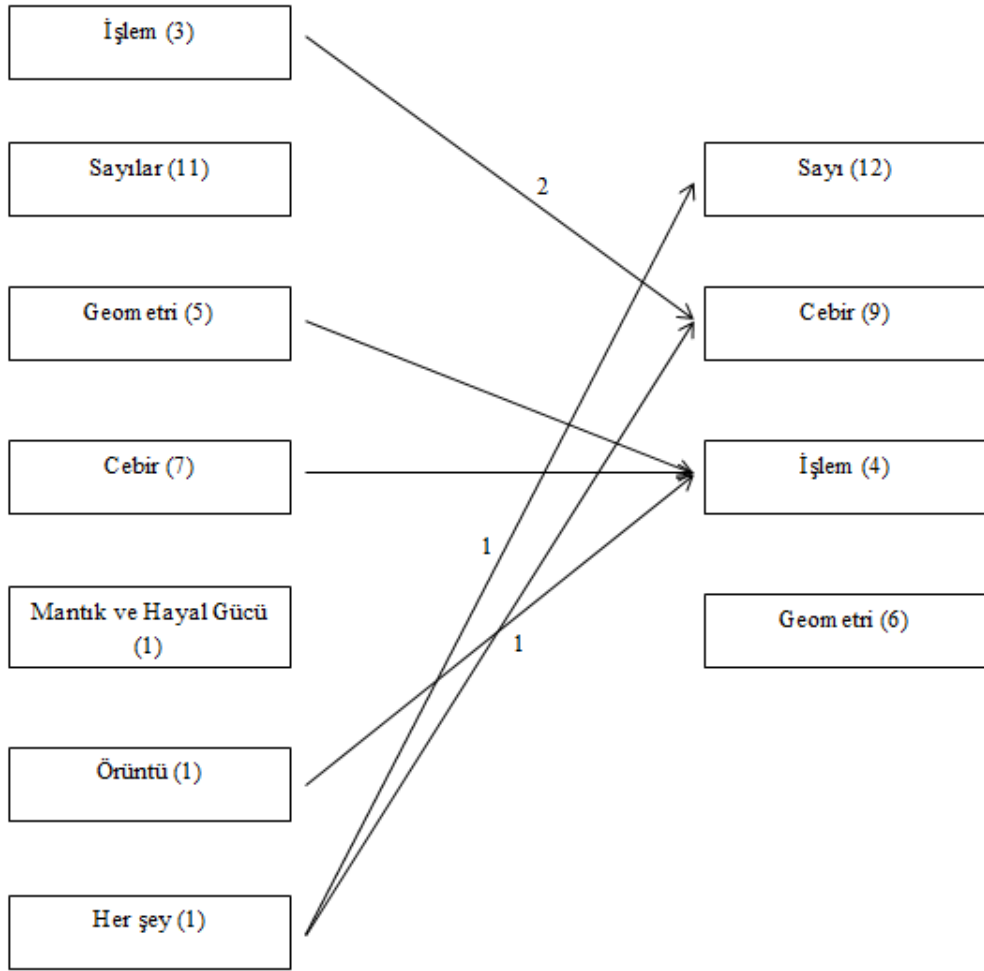 İşlem (3)
Sayılar (11)
Sayı (12)
2
Geometri (5)
Cebir (9)
Cebir (7)
İşlem (4)
1
Mantık ve Hayal Gücü
(1)
Geometri (6)
1
Örüntü (1)
Her şey (1)